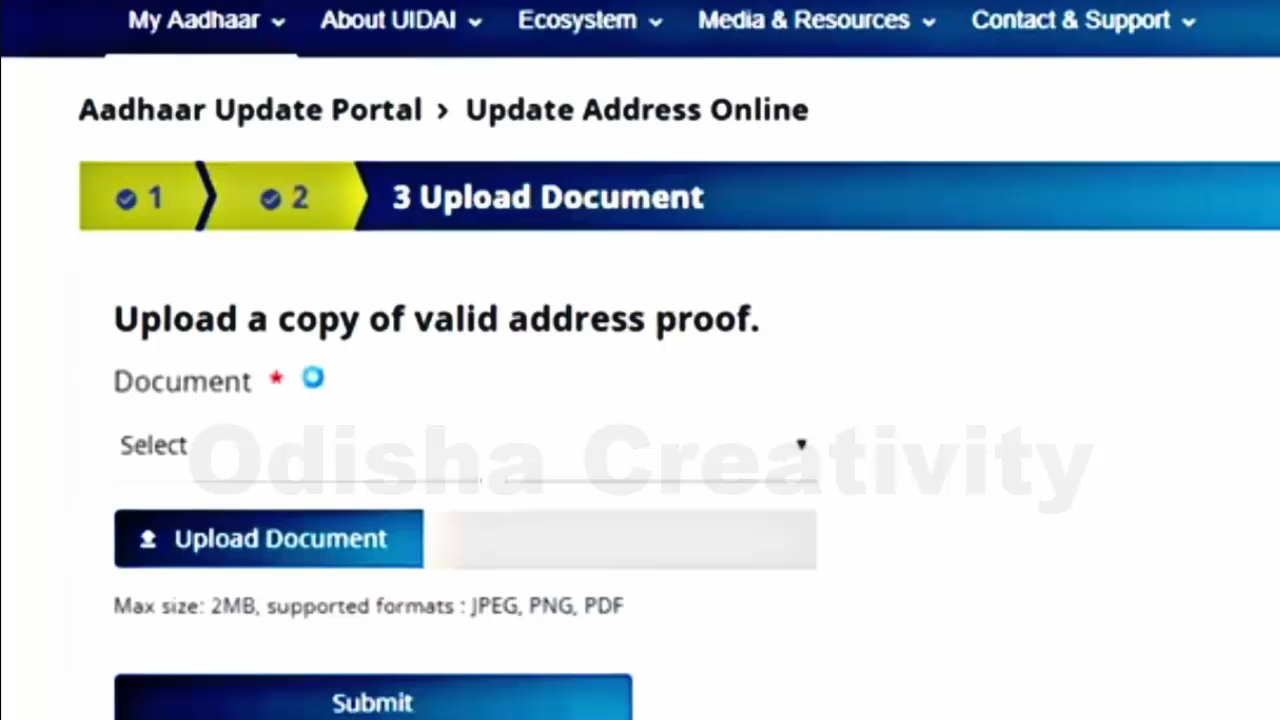 My Aadhaar About UIDAI Ecosystem Media & Resources Contact & Support
Aadhaar Update Portal > Update Address Online
1 2 3 Upload Document
Upload a copy of valid address proof.
Document *
Select
Odisha Creativity
Upload Document
Max size: 2MB, supported formats : JPEG, PNG, PDF
Submit